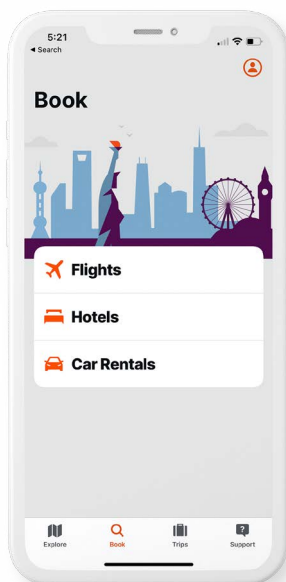 5:21
Search
Book
Flights
Hotels
Car Rentals
Explore
Book
Trips
Support